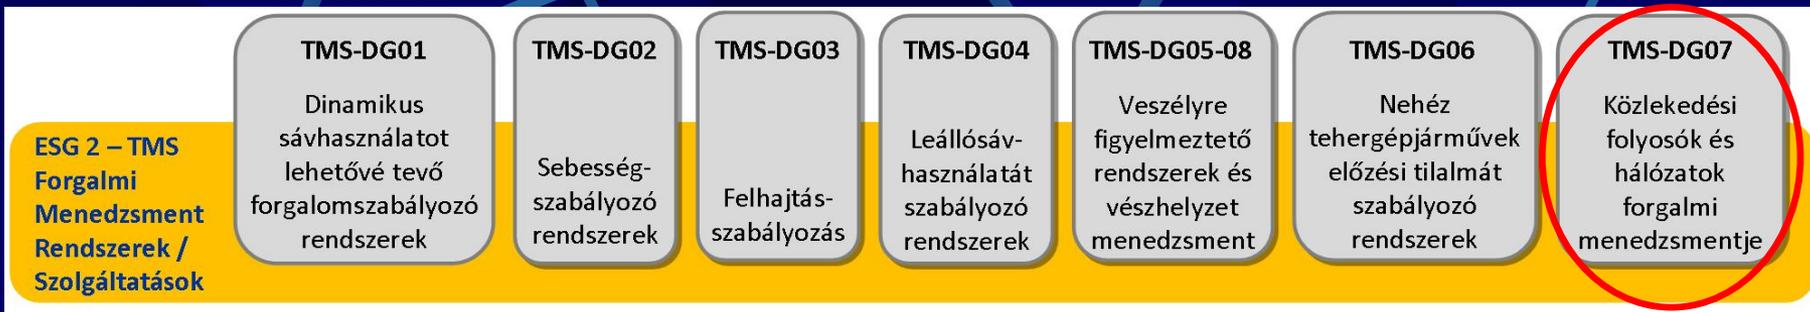 ESG 2 – TMS
Forgalmi
Menedzsment
Rendszerek /
Szolgáltatások
TMS-DG01
Dinamikus
sávhasználatot
lehetővé tevő
forgalomszabályozó
rendszerek
TMS-DG02
Sebesség-
szabályozó
rendszerek
TMS-DG03
Felhajtás-
szabályozás
TMS-DG04
Leállósáv-
használatát
szabályozó
rendszerek
TMS-DG05-08
Veszélyre
figyelmeztető
rendszerek és
vészhelyzet
menedzsment
TMS-DG06
Nehéz
tehergépjárművek
előzési tilalmát
szabályozó
rendszerek
TMS-DG07
Közlekedési
folyosók és
hálózatok
forgalmi
menedzsmentje